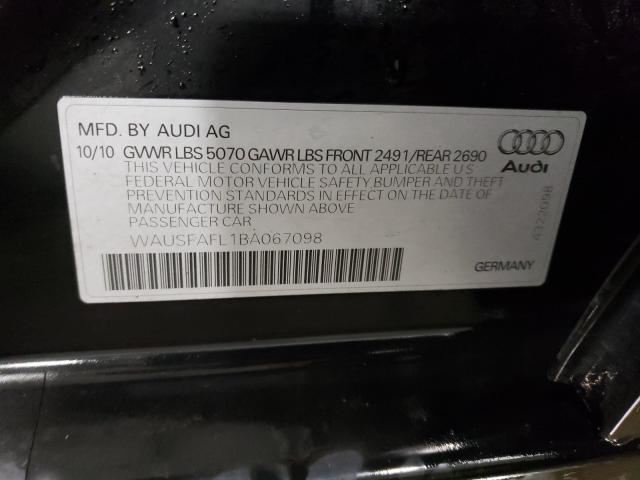 MFD. BY AUDI AG
10/10 GVWR LBS 5070 GAWR LBS FRONT 2491/REAR 2690
THIS VEHICLE CONFORMS TO ALL APPLICABLE U S
FEDERAL MOTOR VEHICLE SAFETY, BUMPER AND THEFT
PREVENTION STANDARDS IN EFFECT ON THE DATE OF
MANUFACTURE SHOWN ABOVE
PASSENGER CAR
WAUSFAFL1BA067098
Audi
4322098
GERMANY